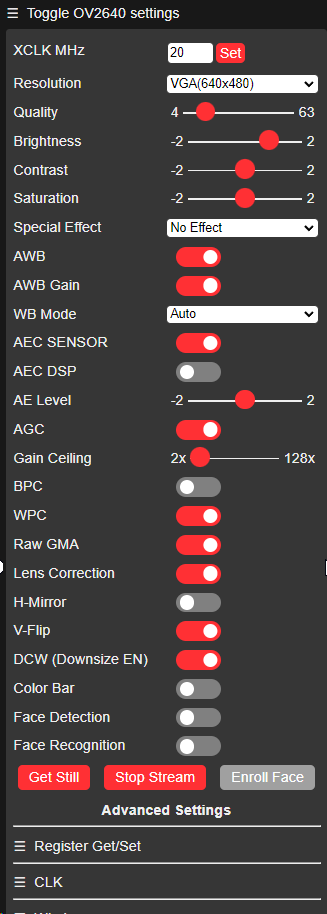 ☰ Toggle OV2640 settings
XCLK MHz 20 Set
Resolution VGA(640x480)
Quality 4 63
Brightness -2 2
Contrast -2 2
Saturation -2 2
Special Effect No Effect
AWB
AWB Gain
WB Mode Auto
AEC SENSOR
AEC DSP
AE Level -2 2
AGC
Gain Ceiling 2x 128x
BPC
WPC
Raw GMA
Lens Correction
H-Mirror
V-Flip
DCW (Downsize EN)
Color Bar
Face Detection
Face Recognition
Get Still Stop Stream Enroll Face
Advanced Settings
☰ Register Get/Set
☰ CLK